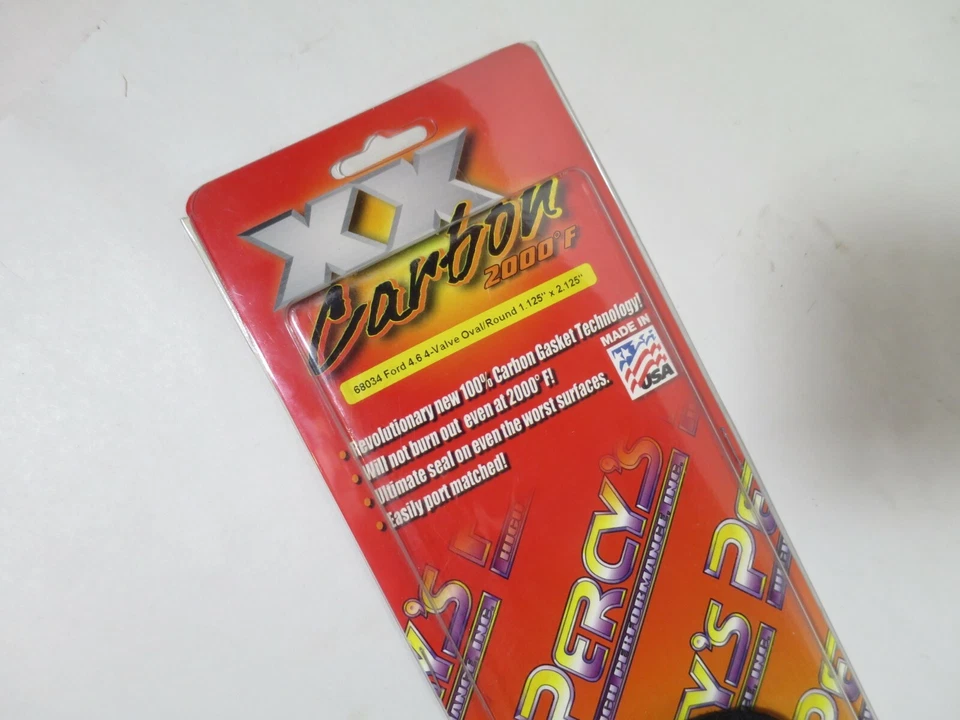 XX
Carbon
2000° F
68034 Ford 4.6 4-Valve Oval/Round 1.125" x 2.125"
MADE IN
USA
Revolutionary new 100% Carbon Gasket Technology!
Will not burn out even at 2000° F!
Ultimate seal on even the worst surfaces.
Easily port matched!
PERCY'S
PERFORMANCE, INC.